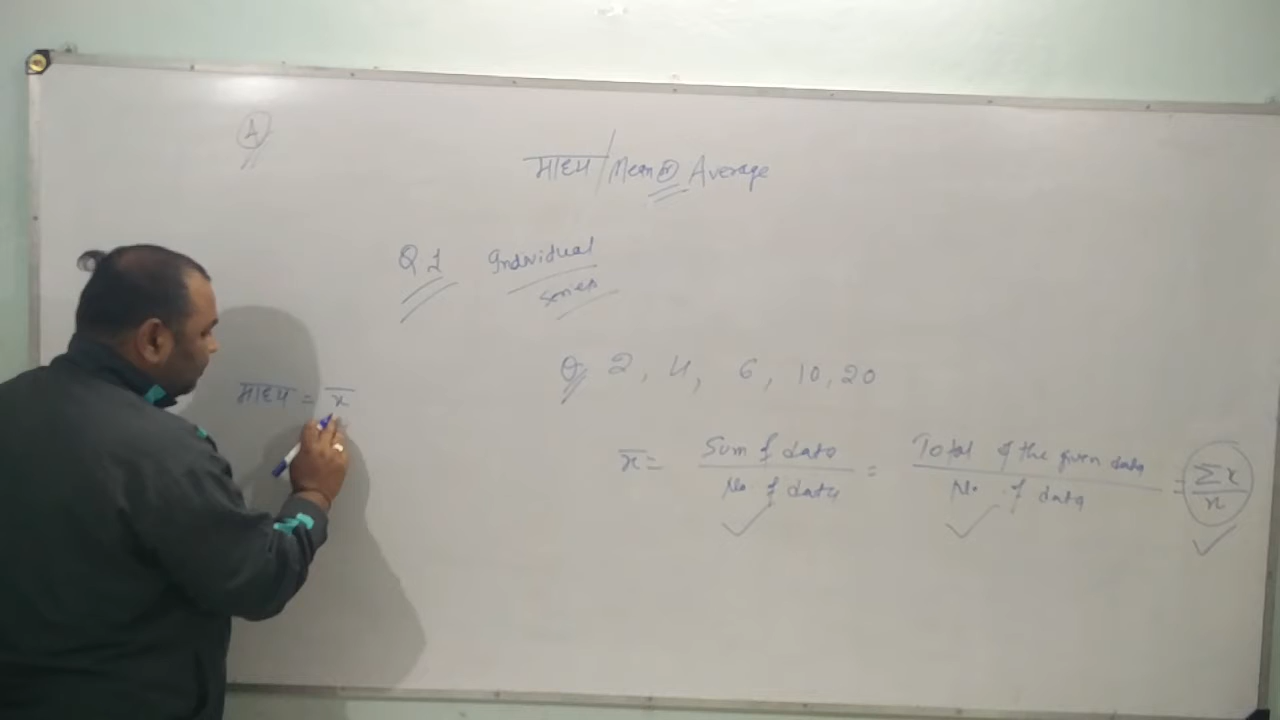 A
माध्य / Mean or Average
Q 1 Individual
series
Q 2, 4, 6, 10, 20
माध्य = x̅
x̅ = Sum of data / No. of data = Total of the given data / No. of data = Σx / n